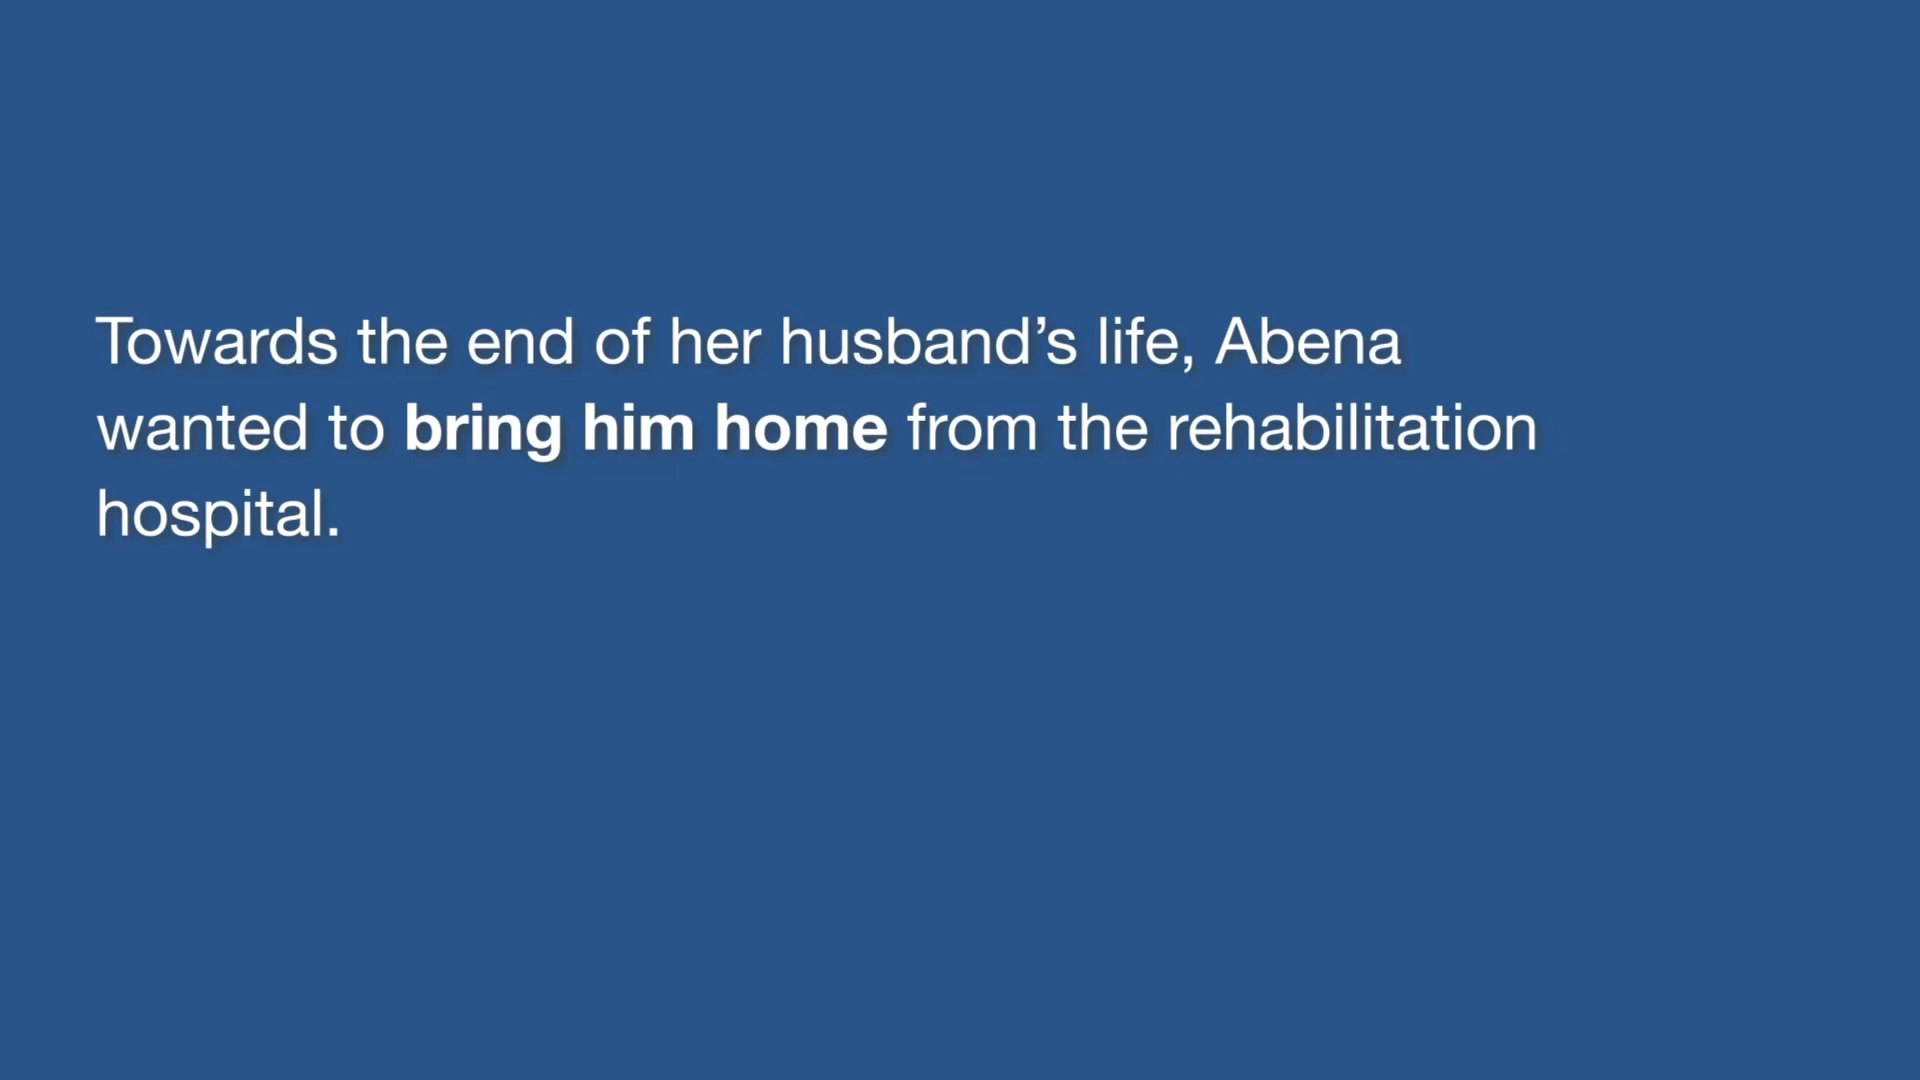 Towards the end of her husband’s life, Abena
wanted to bring him home from the rehabilitation
hospital.